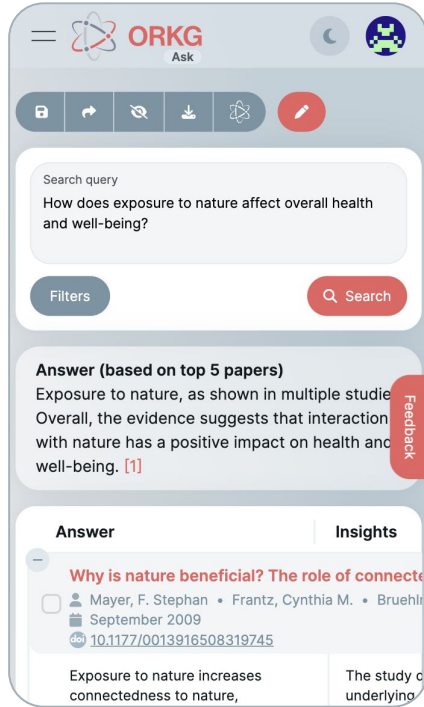 ORKG
Ask
Search query
How does exposure to nature affect overall health
and well-being?
Filters
Search
Answer (based on top 5 papers)
Exposure to nature, as shown in multiple studie
Overall, the evidence suggests that interaction
with nature has a positive impact on health and
well-being. [1]
Feedback
Answer Insights
Why is nature beneficial? The role of connecte
Mayer, F. Stephan • Frantz, Cynthia M. •
September 2009
doi 10.1177/0013916508319745
Exposure to nature increases
connectedness to nature,
The study
underlying